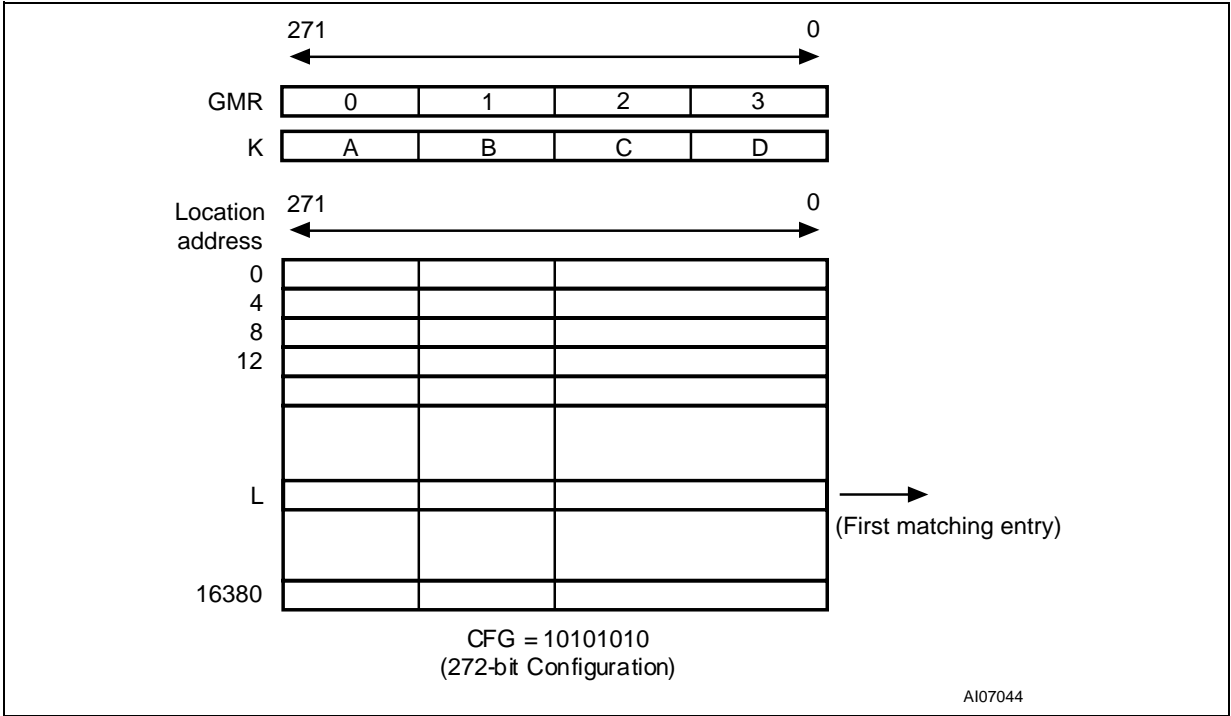 271 0
GMR 0 1 2 3
K A B C D
Location address 271 0
0
4
8
12
L
(First matching entry)
16380
CFG = 10101010
(272-bit Configuration)
AI07044